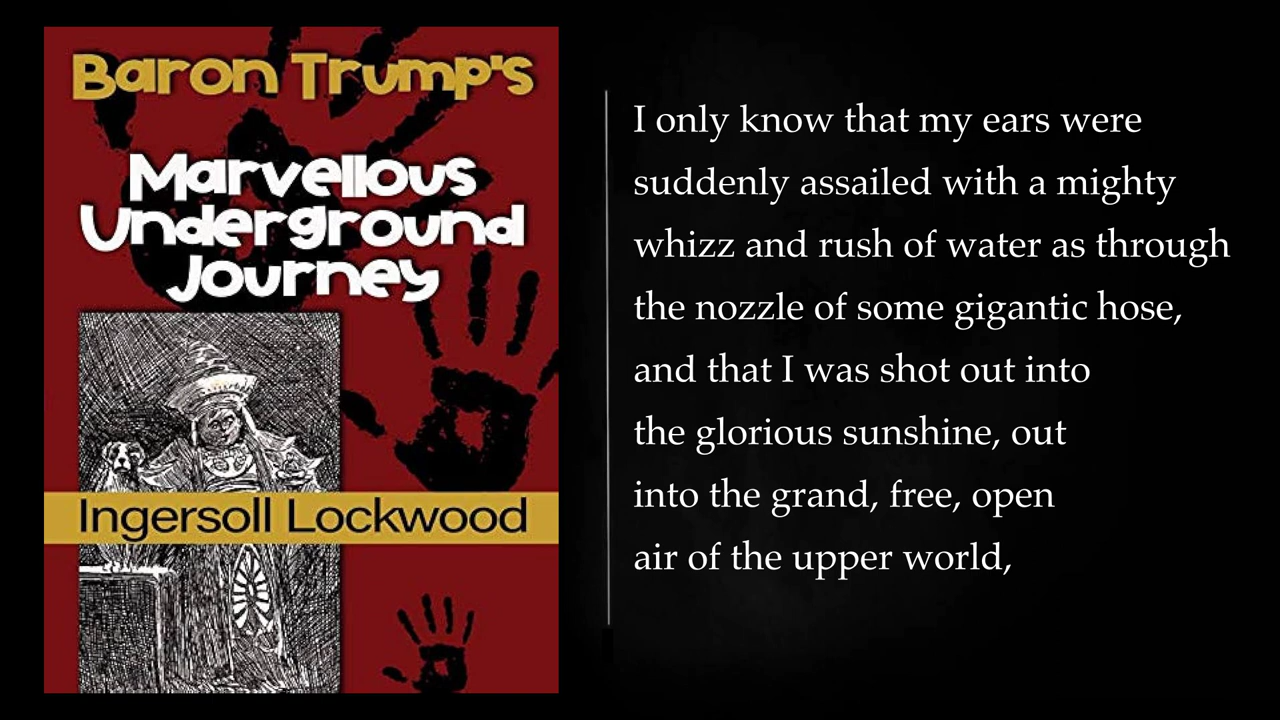 Baron Trump's
Marvellous
Underground
Journey
Ingersoll Lockwood
I only know that my ears were
suddenly assailed with a mighty
whizz and rush of water as through
the nozzle of some gigantic hose,
and that I was shot out into
the glorious sunshine, out
into the grand, free, open
air of the upper world,